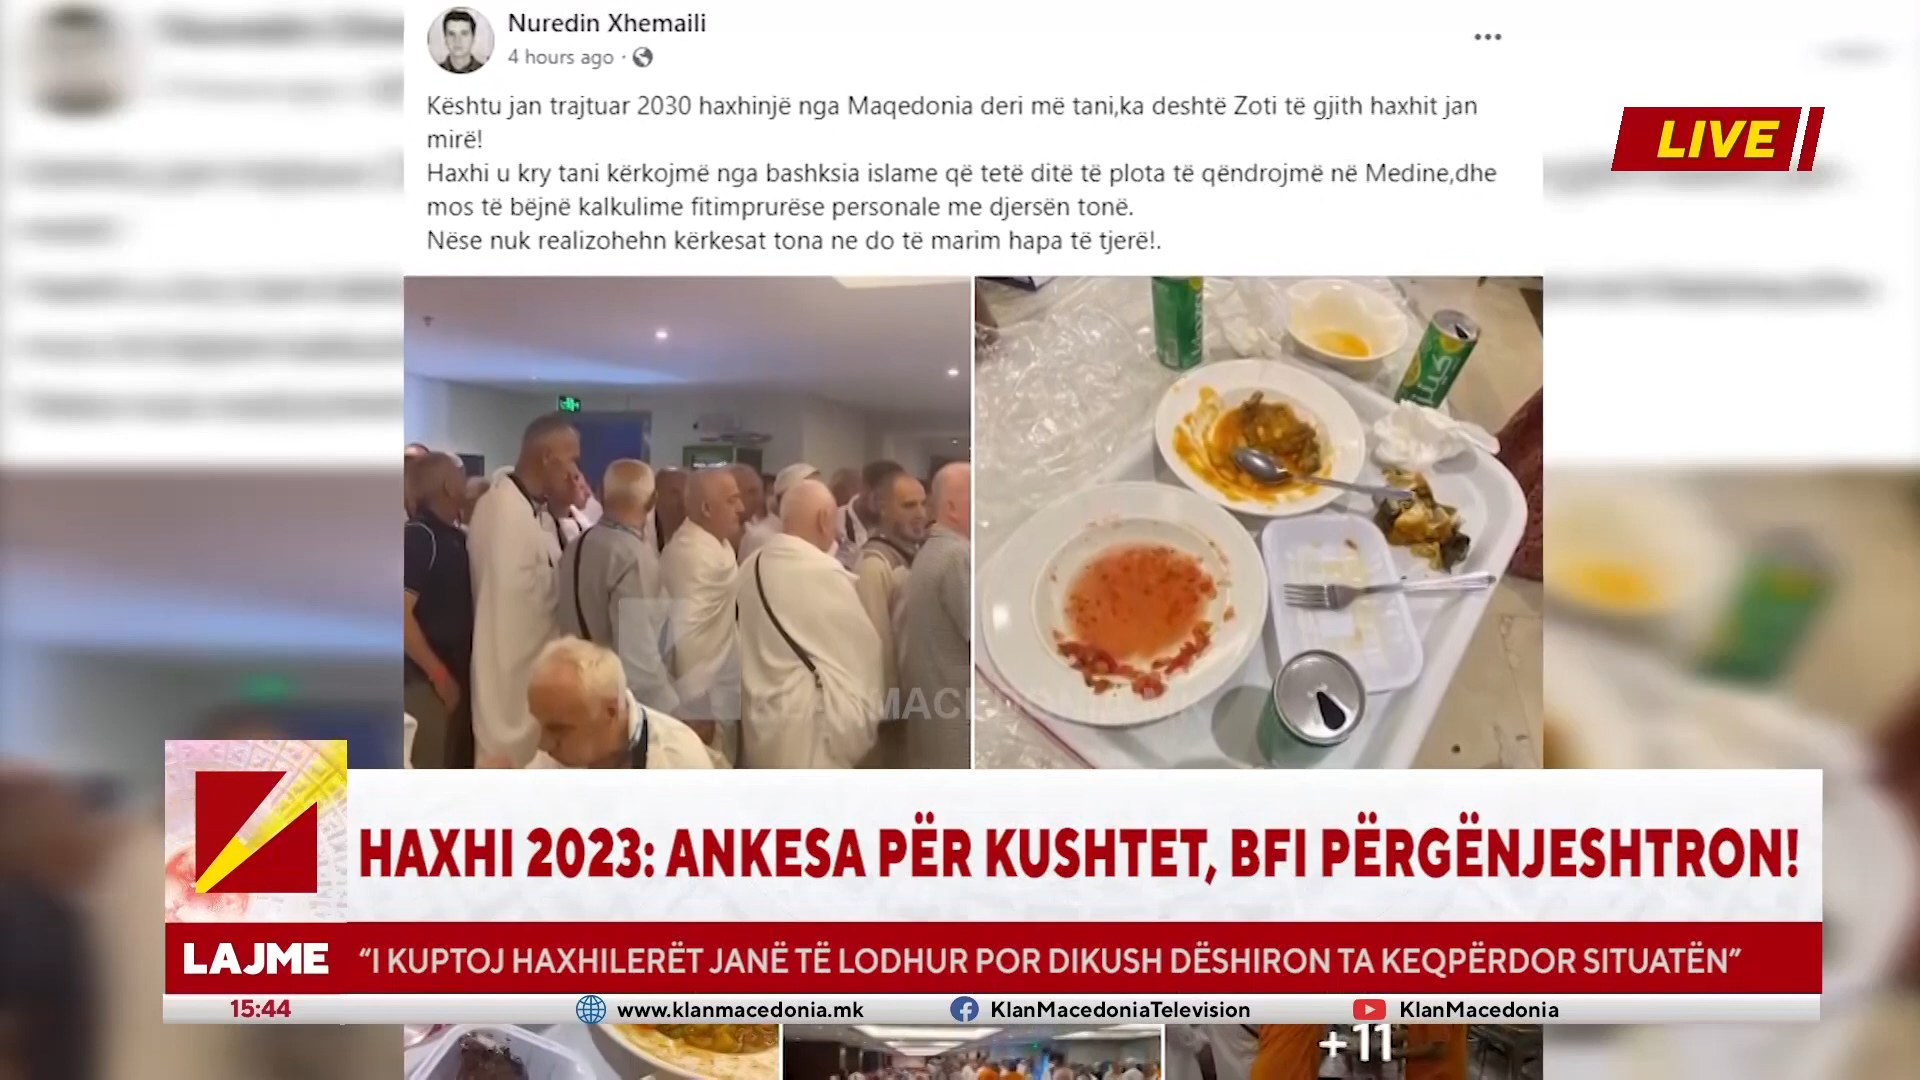 Nuredin Xhemaili
4 hours ago ·
Kështu jan trajtuar 2030 haxhinjë nga Maqedonia deri më tani,ka deshtë Zoti të gjith haxhit jan
mirë!
Haxhi u kry tani kërkojmë nga bashksia islame që tetë ditë të plota të qëndrojmë në Medine,dhe
mos të bëjnë kalkulime fitimprurëse personale me djersën tonë.
Nëse nuk realizohehn kërkesat tona ne do të marim hapa të tjerë!.
LIVE
KLANMACEDONIA.MK
HAXHI 2023: ANKESA PËR KUSHTET, BFI PËRGËNJESHTRON!
LAJME
“I KUPTOJ HAXHILERËT JANË TË LODHUR POR DIKUSH DËSHIRON TA KEQPËRDOR SITUATËN”
15:44
www.klanmacedonia.mk
KlanMacedoniaTelevision
KlanMacedonia
+11